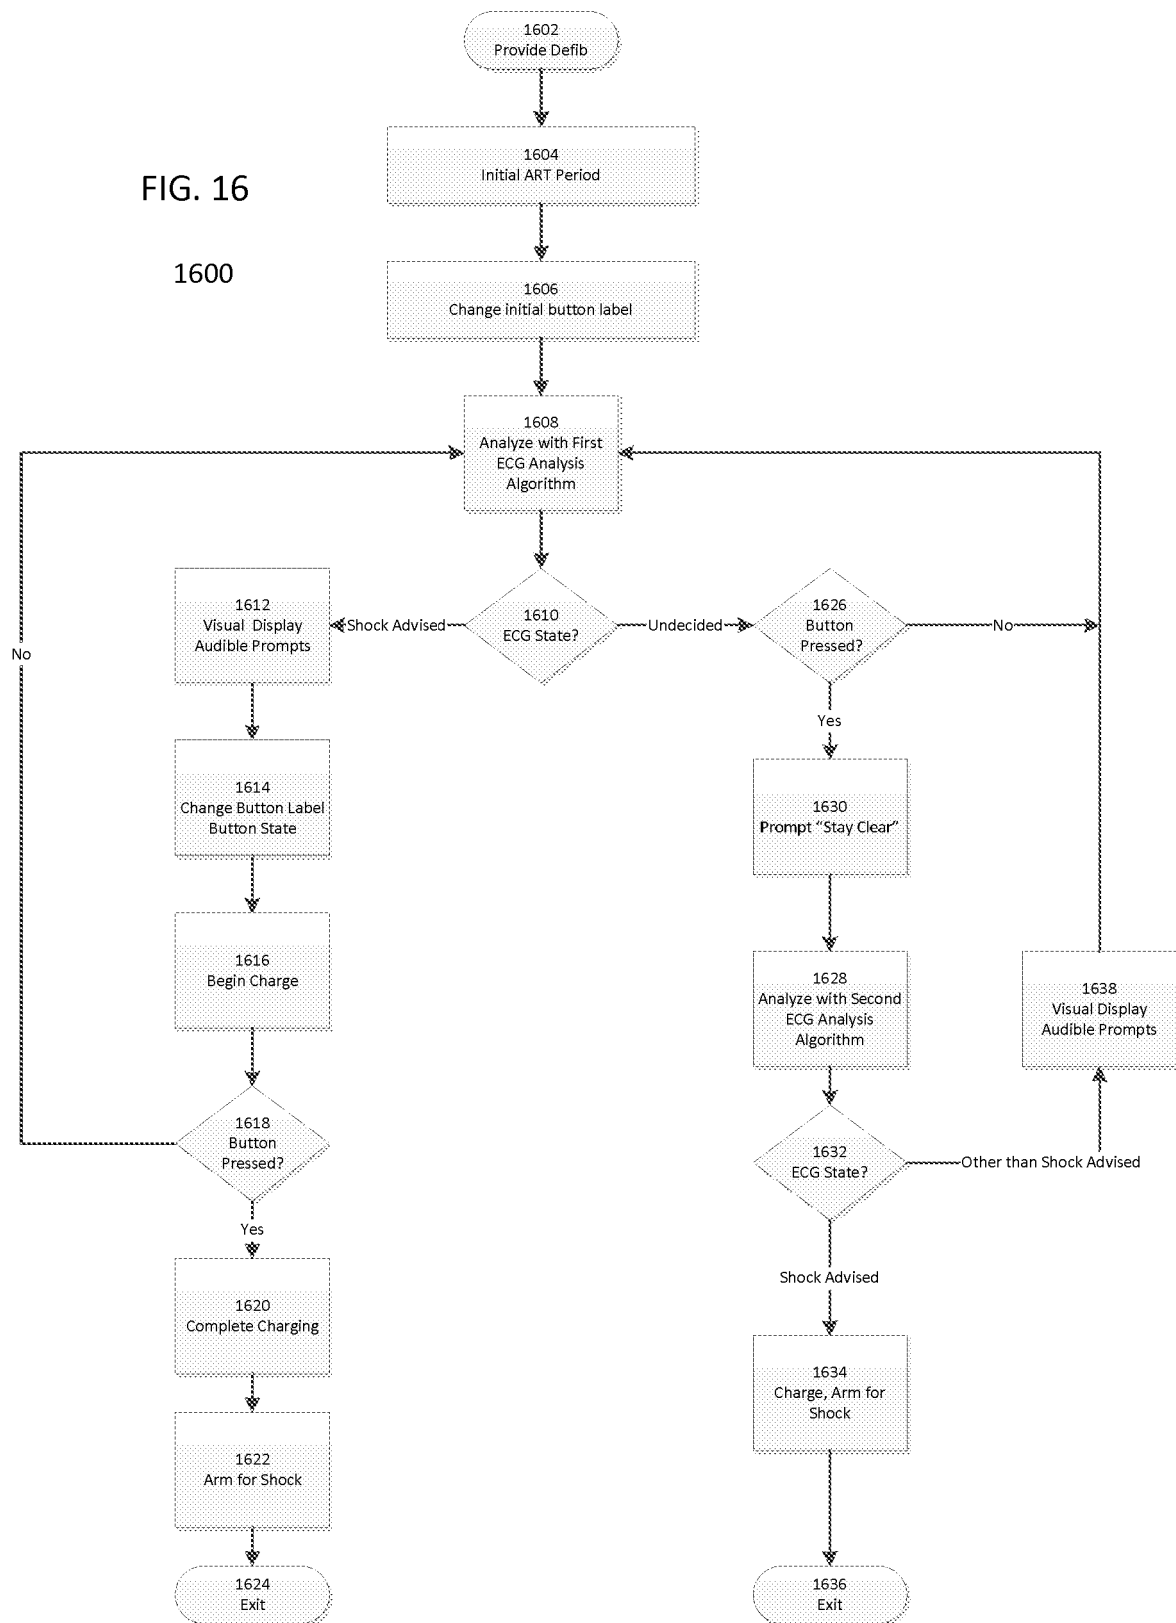 1602
Provide Defib
1604
Initial ART Period
FIG. 16
1600
1606
Change initial button label
1608
Analyze with First
ECG Analysis
Algorithm
1612
Visual Display
Audible Prompts
Shock Advised
1610
ECG State?
Undecided
1626
Button
Pressed?
No
No
Yes
1614
Change Button Label
Button State
1630
Prompt “Stay Clear”
1616
Begin Charge
1628
Analyze with Second
ECG Analysis
Algorithm
1638
Visual Display
Audible Prompts
1618
Button
Pressed?
1632
ECG State?
Other than Shock Advised
Yes
Shock Advised
1620
Complete Charging
1634
Charge, Arm for
Shock
1622
Arm for Shock
1624
Exit
1636
Exit